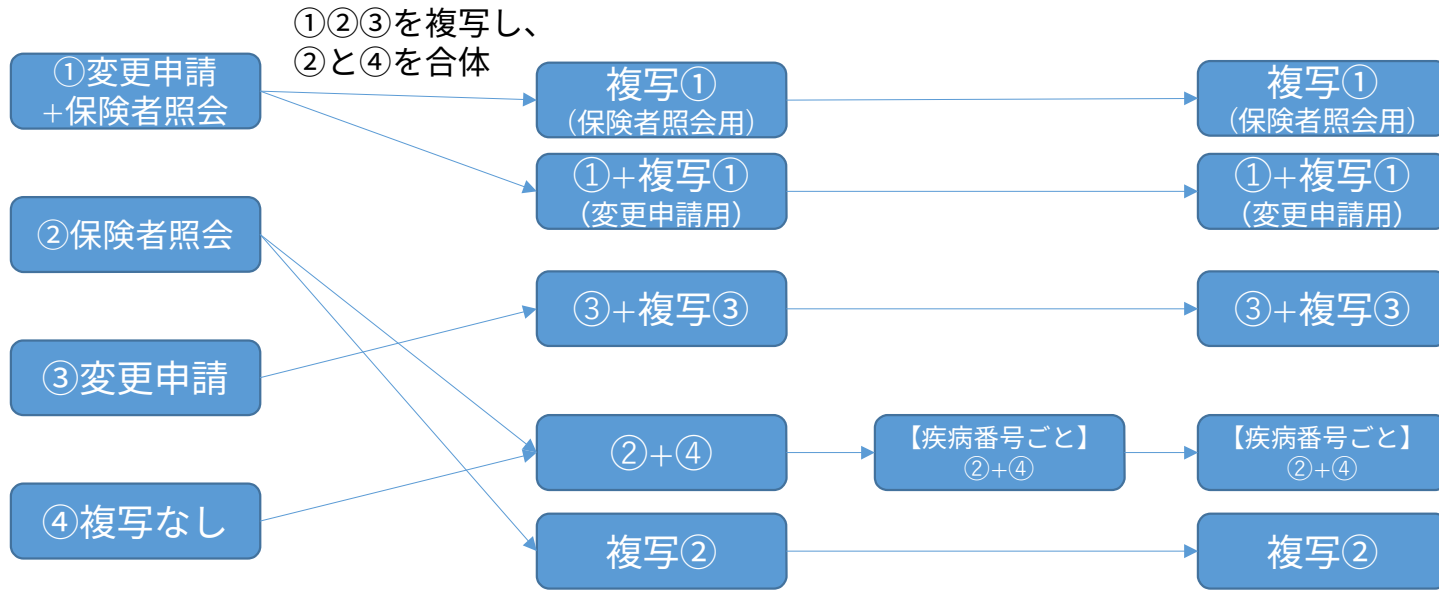 ①②③を複写し、
②と④を合体
①変更申請
+保険者照会
②保険者照会
③変更申請
④複写なし
複写①
(保険者照会用)
①+複写①
(変更申請用)
③+複写③
②+④
複写②
【疾病番号ごと】
②+④
複写①
(保険者照会用)
①+複写①
(変更申請用)
③+複写③
【疾病番号ごと】
②+④
複写②